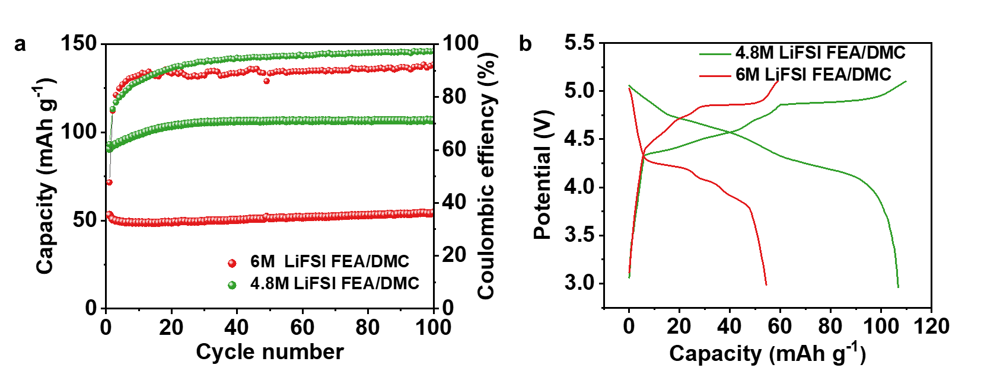 a
150
100
50
0
Capacity (mAh g⁻¹)
100
80
60
40
20
0
Coulombic effiency (%)
6M LiFSI FEA/DMC
4.8M LiFSI FEA/DMC
0 20 40 60 80 100
Cycle number
b
5.5
5.0
4.5
4.0
3.5
3.0
Potential (V)
4.8M LiFSI FEA/DMC
6M LiFSI FEA/DMC
0 20 40 60 80 100 120
Capacity (mAh g⁻¹)